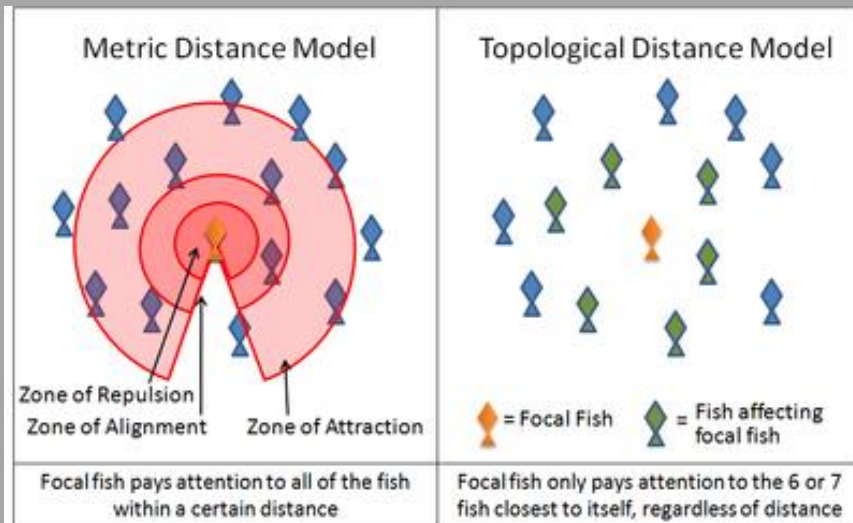 Metric Distance Model
Zone of Repulsion
Zone of Alignment
Zone of Attraction
Focal fish pays attention to all of the fish
within a certain distance
Topological Distance Model
= Focal Fish
= Fish affecting
focal fish
Focal fish only pays attention to the 6 or 7
fish closest to itself, regardless of distance